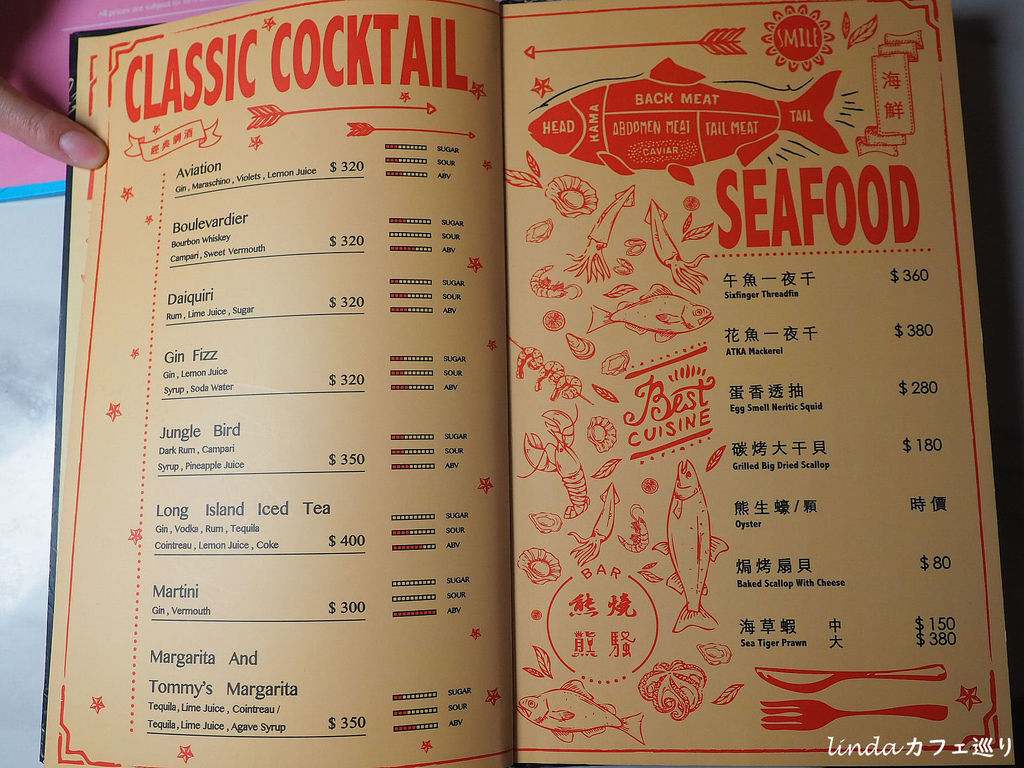 All prices are subject to 10%
CLASSIC COCKTAIL
經典調酒
Aviation
Gin , Maraschino , Violets , Lemon Juice $ 320
SUGAR
SOUR
ABV
Boulevardier
Bourbon Whiskey
Campari , Sweet Vermouth $ 320
SUGAR
SOUR
ABV
Daiquiri
Rum , Lime Juice , Sugar $ 320
SUGAR
SOUR
ABV
Gin Fizz
Gin , Lemon Juice
Syrup , Soda Water $ 320
SUGAR
SOUR
ABV
Jungle Bird
Dark Rum , Campari
Syrup , Pineapple Juice $ 350
SUGAR
SOUR
ABV
Long Island Iced Tea
Gin , Vodka , Rum , Tequila
Cointreau , Lemon Juice , Coke $ 400
SUGAR
SOUR
ABV
Martini
Gin , Vermouth $ 300
SUGAR
SOUR
ABV
Margarita And
Tommy's Margarita
Tequila , Lime Juice , Cointreau /
Tequila , Lime Juice , Agave Syrup $ 350
SUGAR
SOUR
ABV
SMILE
海鮮
HEAD
KAMA
BACK MEAT
ABDOMEN MEAT
CAVIAR
TAIL MEAT
TAIL
SEAFOOD
午魚一夜干 $ 360
Sixfinger Threadfin
花魚一夜干 $ 380
ATKA Mackerel
蛋香透抽 $ 280
Egg Smell Neritic Squid
碳烤大干貝 $ 180
Grilled Big Dried Scallop
熊生蠔/顆 時價
Oyster
焗烤扇貝 $ 80
Baked Scallop With Cheese
海草蝦 中 $ 150
Sea Tiger Prawn 大 $ 380
Best
CUISINE
BAR
熊燒
騷
lindaカフェ巡り